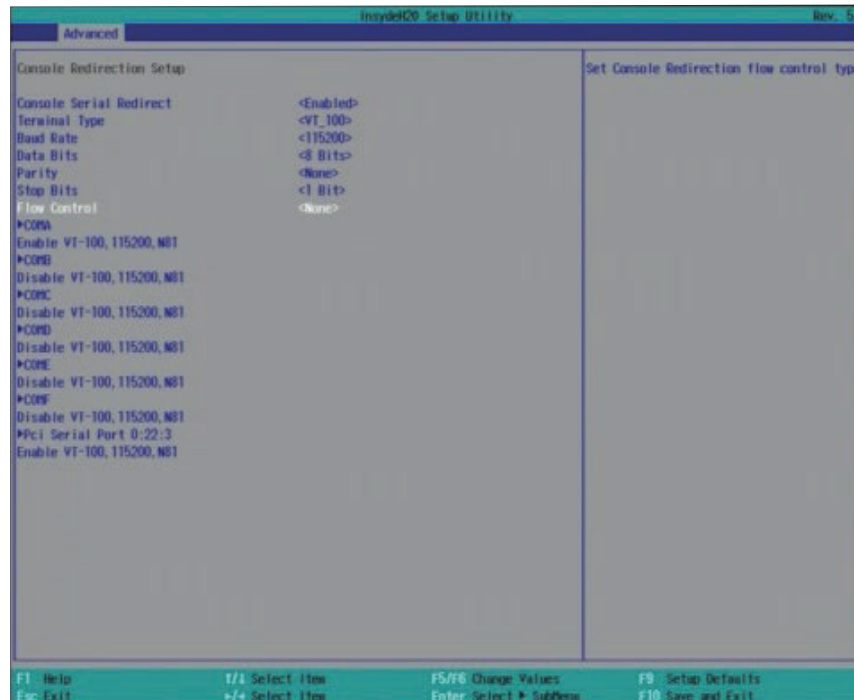 InsydeH20 Setup Utility Rev. 5
Advanced
Console Redirection Setup
Set Console Redirection flow control typ
Console Serial Redirect <Enabled>
Terminal Type <VT_100>
Baud Rate <115200>
Data Bits <8 Bits>
Parity <None>
Stop Bits <1 Bit>
Flow Control <None>
▶COMA
Enable VT-100,115200,N81
▶COMB
Disable VT-100,115200,N81
▶COMC
Disable VT-100,115200,N81
▶COMD
Disable VT-100,115200,N81
▶COME
Disable VT-100,115200,N81
▶COMF
Disable VT-100,115200,N81
▶Pci Serial Port 0:22:3
Enable VT-100,115200,N81
F1 Help ↑/↓ Select Item F5/F6 Change Values F9 Setup Defaults
Esc Exit Select Item Enter Select ▶ SubMenu F10 Save and Exit